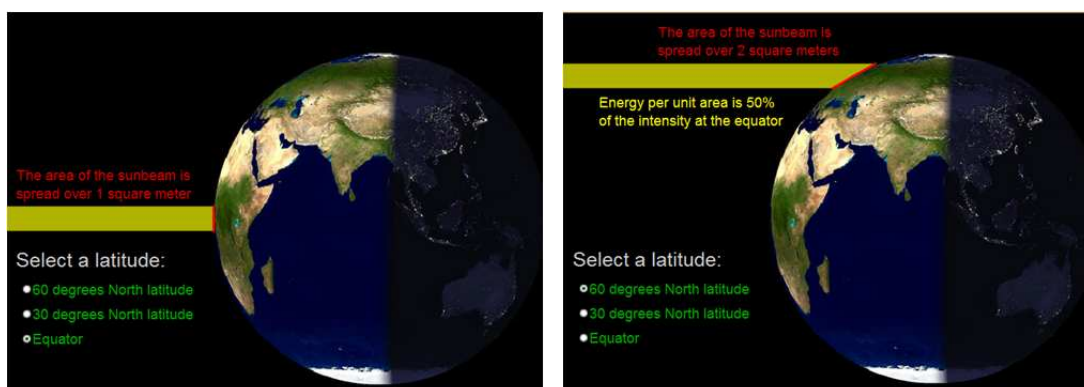 The area of the sunbeam is
spread over 1 square meter
Select a latitude:
60 degrees North latitude
30 degrees North latitude
Equator
The area of the sunbeam is
spread over 2 square meters
Energy per unit area is 50%
of the intensity at the equator
Select a latitude:
60 degrees North latitude
30 degrees North latitude
Equator